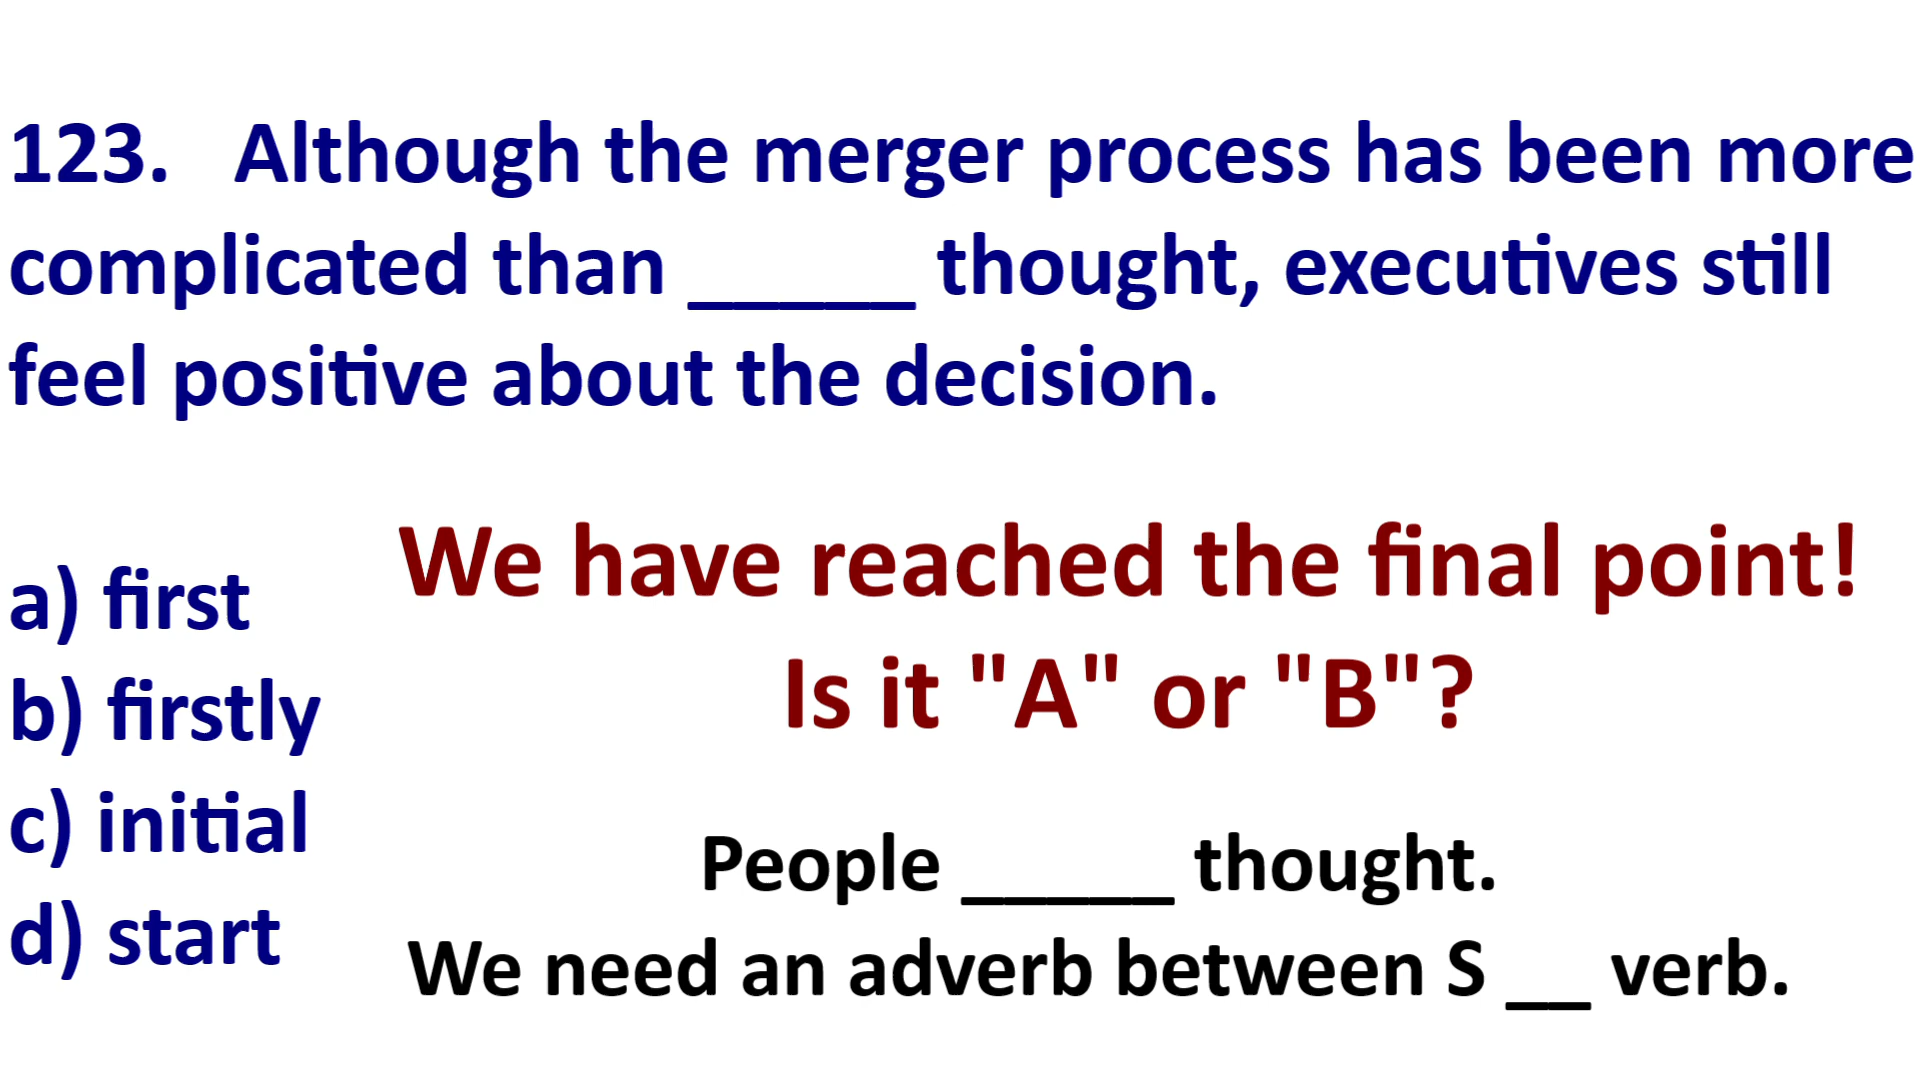 123. Although the merger process has been more
complicated than _____ thought, executives still
feel positive about the decision.
We have reached the final point!
Is it "A" or "B"?
a) first
b) firstly
c) initial
d) start
People _____ thought.
We need an adverb between S __ verb.